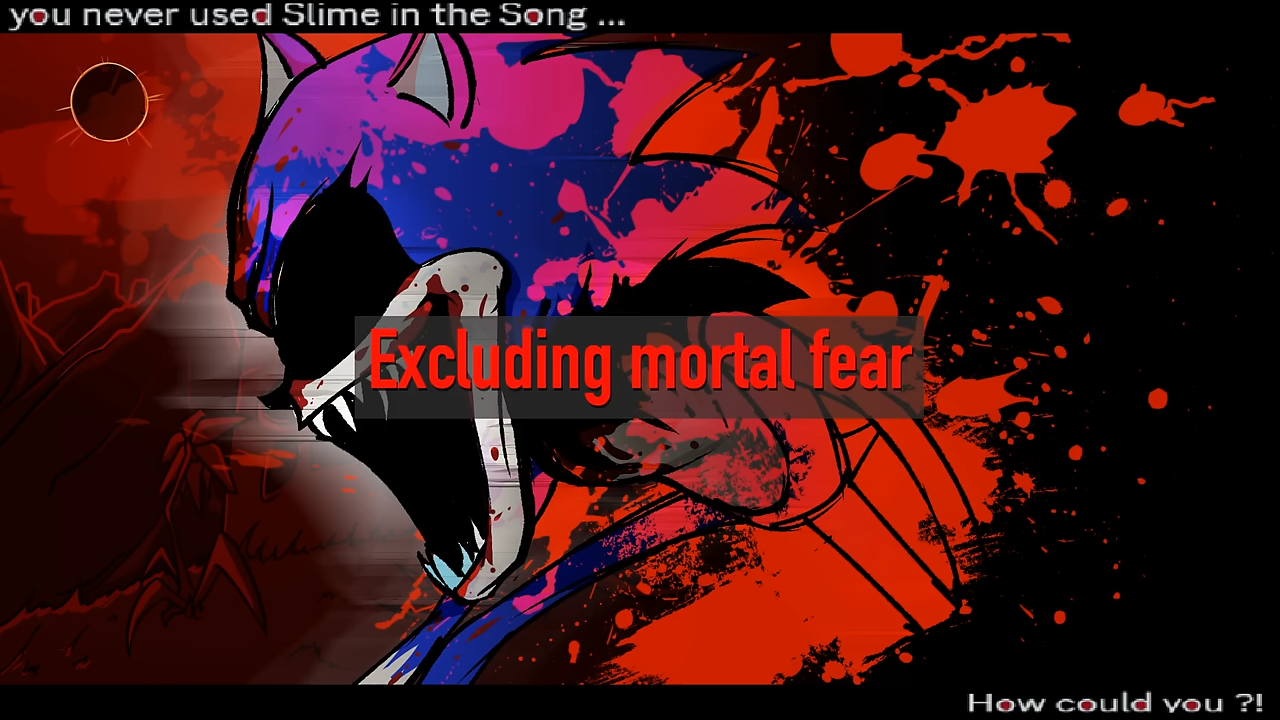 you never used Slime in the Song ...
Excluding mortal fear
How could you ?!